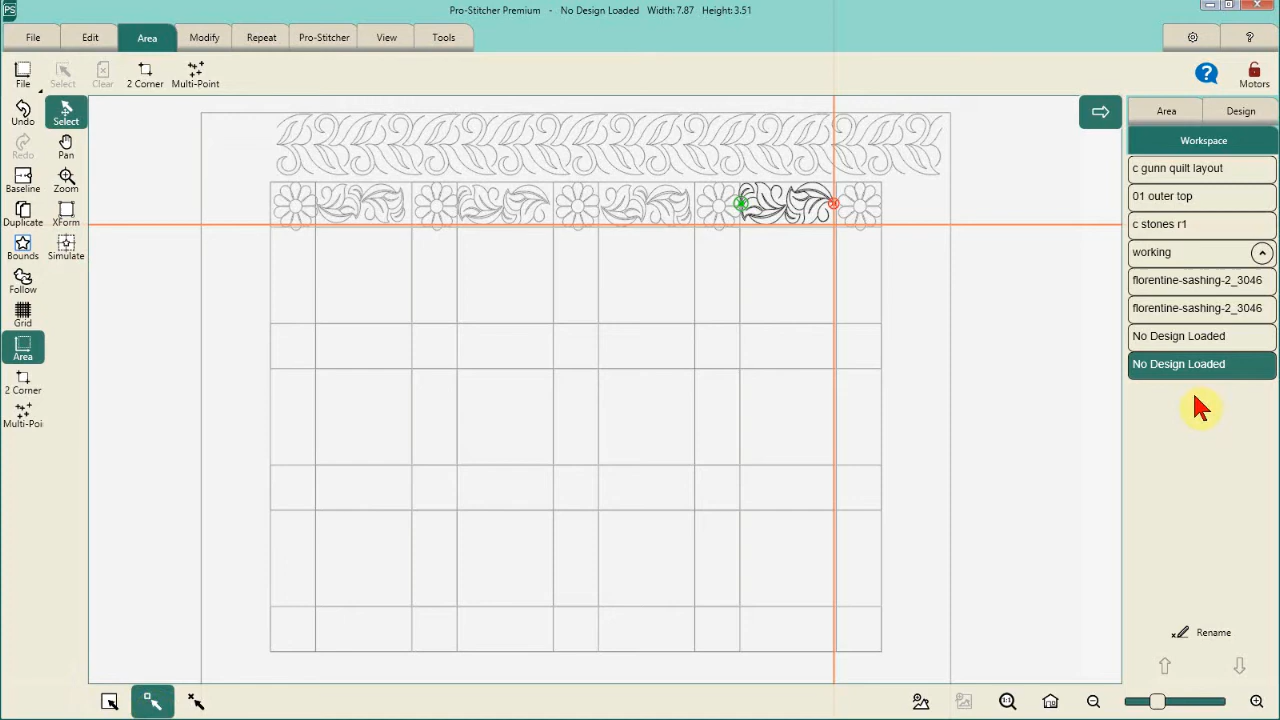 PS
Pro-Stitcher Premium - No Design Loaded Width:7.87 Height:3.51
File Edit Area Modify Repeat Pro-Stitcher View Tools
?
File Select Clear 2 Corner Multi-Point
? Motors
Undo Select
Redo Pan
Baseline Zoom
Duplicate XForm
Bounds Simulate
Follow
Grid
Area
2 Corner
Multi-Poi
Area Design
Workspace
c gunn quilt layout
01 outer top
c stones r1
working
florentine-sashing-2_3046
florentine-sashing-2_3046
No Design Loaded
No Design Loaded
Rename
1:1